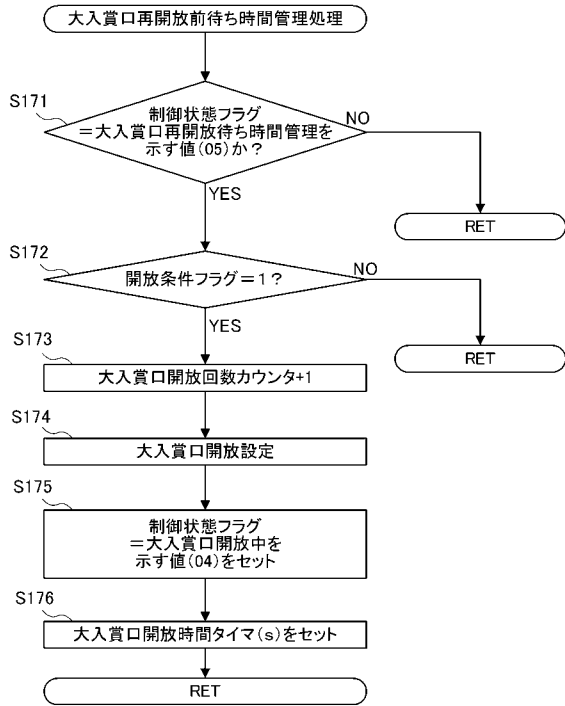 大入賞口再開放前待ち時間管理処理
S171
制御状態フラグ
＝大入賞口再開放待ち時間管理を
示す値(05)か？
NO
YES
RET
S172
開放条件フラグ＝1？
NO
YES
RET
S173
大入賞口開放回数カウンタ+1
S174
大入賞口開放設定
S175
制御状態フラグ
＝大入賞口開放中を
示す値(04)をセット
S176
大入賞口開放時間タイマ(s)をセット
RET